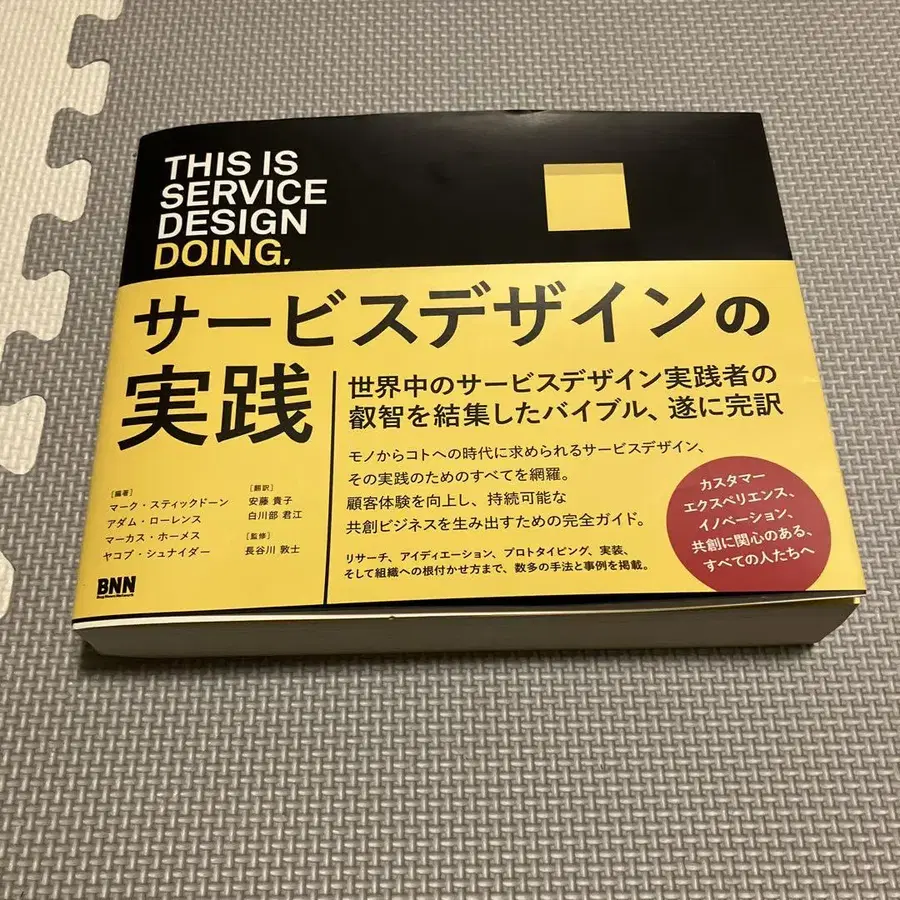 THIS IS
SERVICE
DESIGN
DOING.
サービスデザインの
実践
世界中のサービスデザイン実践者の
叡智を結集したバイブル、遂に完訳
モノからコトへの時代に求められるサービスデザイン、
その実践のためのすべてを網羅。
顧客体験を向上し、持続可能な
共創ビジネスを生み出すための完全ガイド。
リサーチ、アイディエーション、プロトタイピング、実装、
そして組織への根付かせ方まで、数多の手法と事例を掲載。
[編著]
マーク・スティックドーン
アダム・ローレンス
マーカス・ホーメス
ヤコブ・シュナイダー
[翻訳]
安藤 貴子
白川部 君江
[監修]
長谷川 敦士
カスタマー
エクスペリエンス、
イノベーション、
共創に関心のある、
すべての人たちへ
BNN